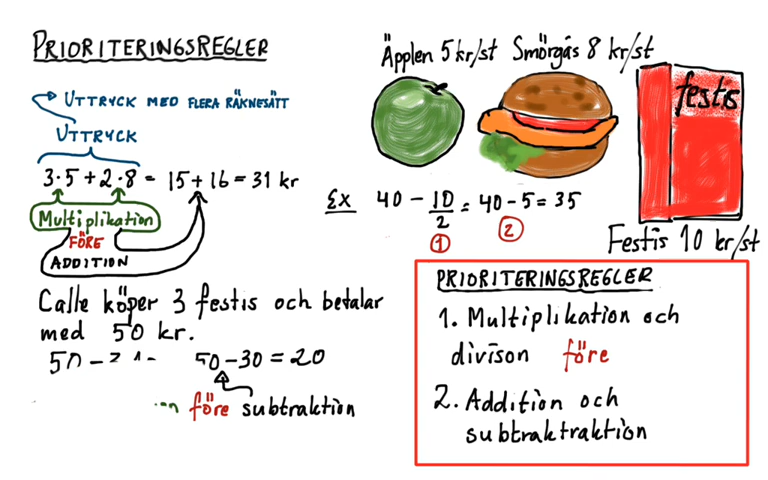 PRIORITERINGSREGLER
UTTRYCK MED FLERA RÄKNESÄTT
UTTRYCK
3·5+2·8 = 15+16=31 kr
Multiplikation
FÖRE
ADDITION
Calle köper 3 festis och betalar
med 50 kr.
50 - 50-30=20
före subtraktion
Äpplen 5kr/st Smörgås 8 kr/st
festis
Ex 40 - 10/2 = 40-5=35
1 2
Festis 10 kr/st
PRIORITERINGSREGLER
1. Multiplikation och
divison före
2. Addition och
subtraktraktion